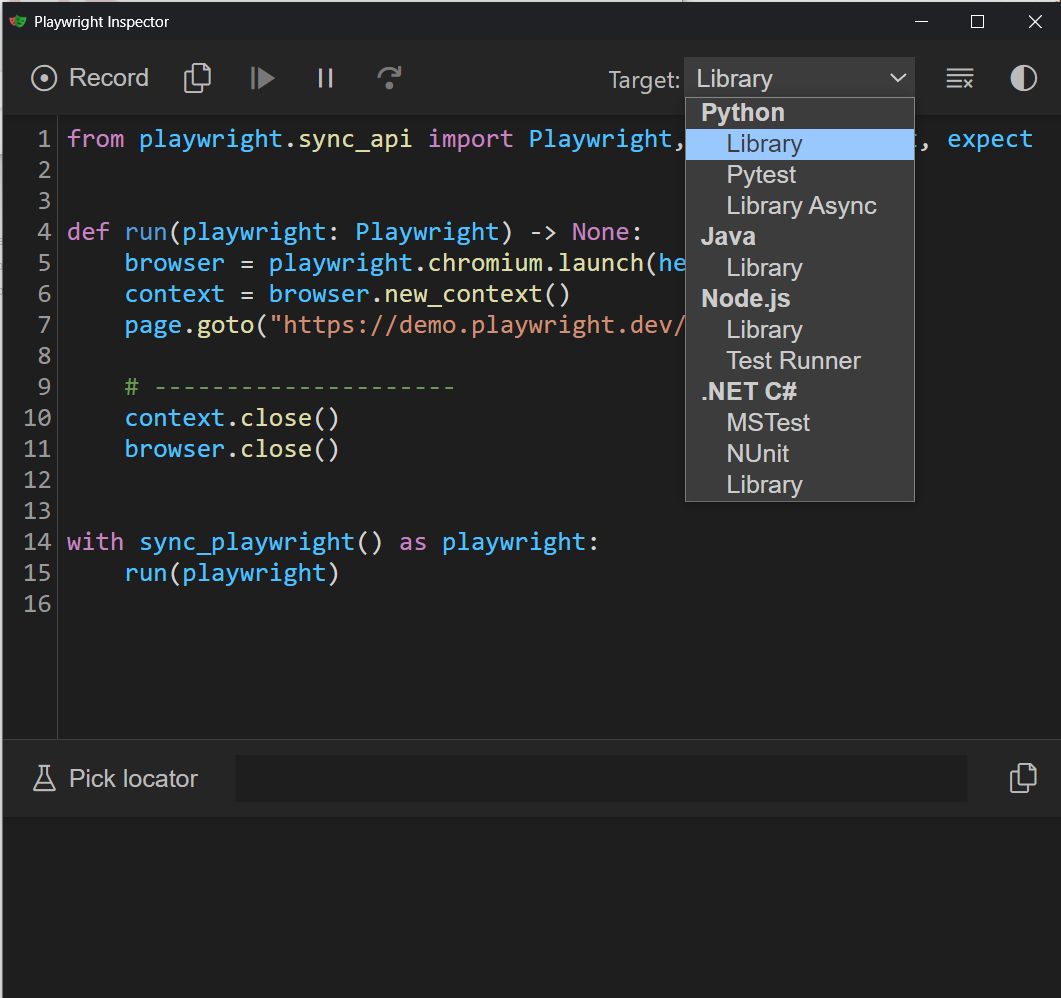 Playwright Inspector
Record
Target: Library
1 from playwright.sync_api import Playwright, , expect
2
3
4 def run(playwright: Playwright) -> None:
5 browser = playwright.chromium.launch(he
6 context = browser.new_context()
7 page.goto("https://demo.playwright.dev/
8
9 # ---------------------
10 context.close()
11 browser.close()
12
13
14 with sync_playwright() as playwright:
15 run(playwright)
16
Python
Library
Pytest
Library Async
Java
Library
Node.js
Library
Test Runner
.NET C#
MSTest
NUnit
Library
Pick locator